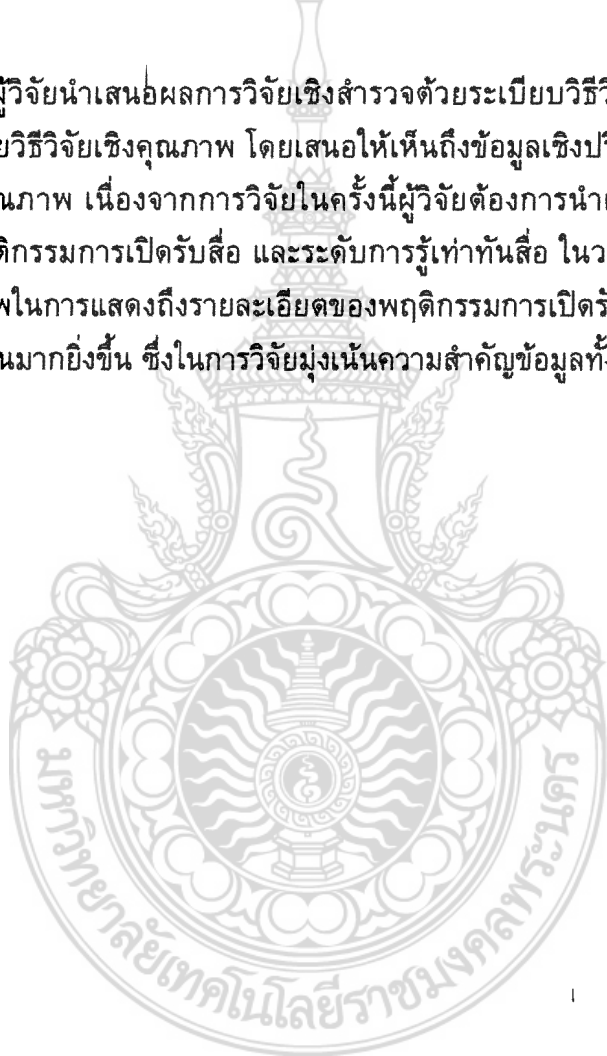 ผู้วิจัยนำเสนอผลการวิจัยเชิงสำรวจด้วยระเบียบวิธีวิ
ยวิธีวิจัยเชิงคุณภาพ โดยเสนอให้เห็นถึงข้อมูลเชิงปริ
ณภาพ เนื่องจากการวิจัยในครั้งนี้ผู้วิจัยต้องการนำ
ติกรรมการเปิดรับสื่อ และระดับการรู้เท่าทันสื่อ ในว
พในการแสดงถึงรายละเอียดของพฤติกรรมการเปิดรั
นมากยิ่งขึ้น ซึ่งในการวิจัยมุ่งเน้นความสำคัญข้อมูลทั้
มหาวิทยาลัยเทคโนโลยีราชมงคลพระนคร